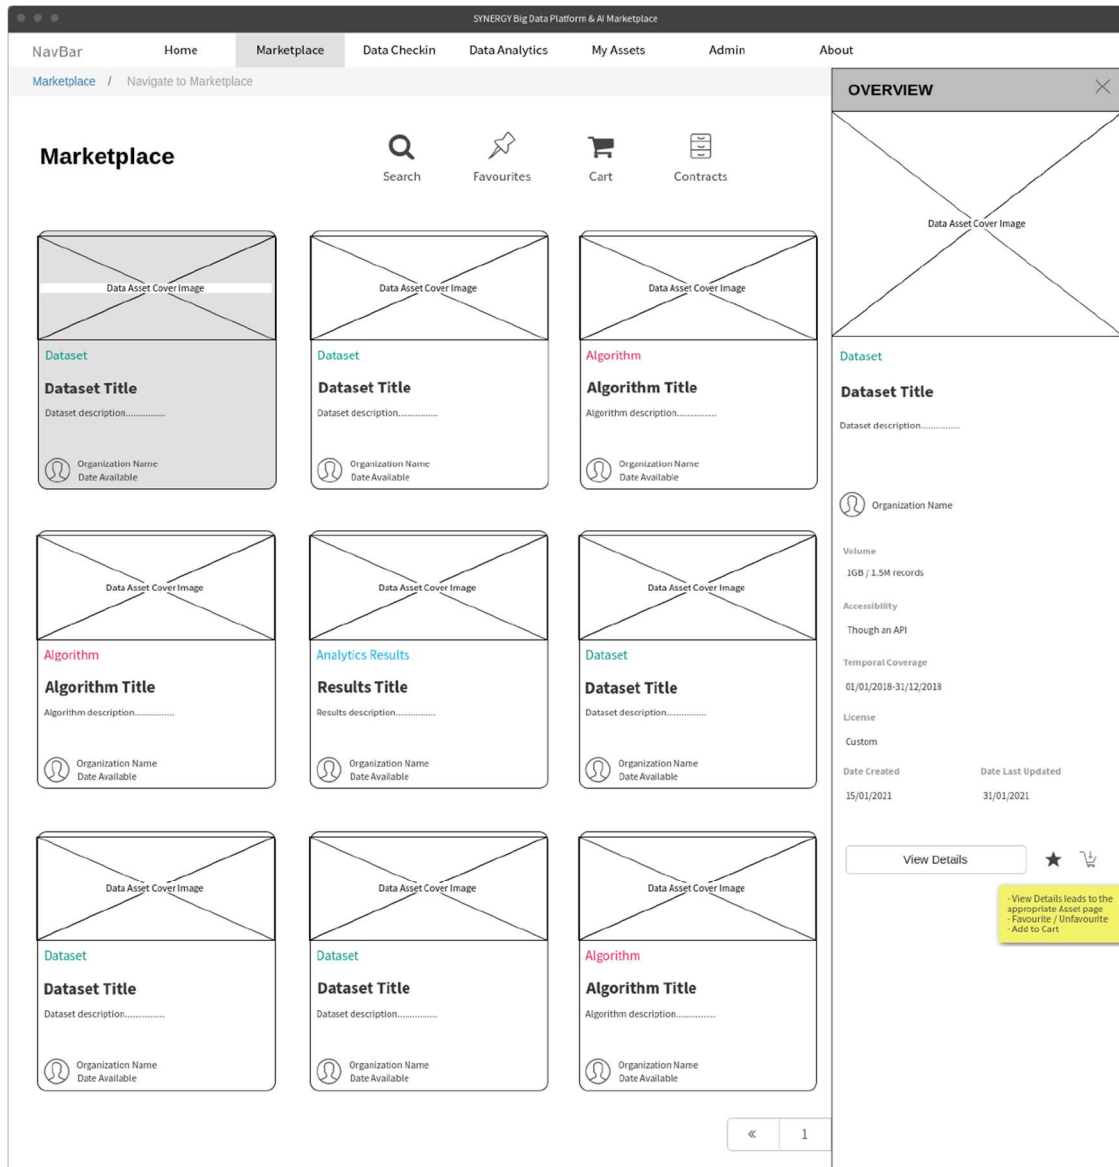 SYNERGY Big Data Platform & AI Marketplace
NavBar Home Marketplace Data Checkin Data Analytics My Assets Admin About
Marketplace / Navigate to Marketplace
Marketplace
Search Favourites Cart Contracts
Data Asset Cover Image
Dataset
Dataset Title
Dataset description...............
Organization Name
Date Available
Data Asset Cover Image
Dataset
Dataset Title
Dataset description...............
Organization Name
Date Available
Data Asset Cover Image
Algorithm
Algorithm Title
Algorithm description...............
Organization Name
Date Available
Data Asset Cover Image
Algorithm
Algorithm Title
Algorithm description...............
Organization Name
Date Available
Data Asset Cover Image
Analytics Results
Results Title
Results description...............
Organization Name
Date Available
Data Asset Cover Image
Dataset
Dataset Title
Dataset description...............
Organization Name
Date Available
Data Asset Cover Image
Dataset
Dataset Title
Dataset description...............
Organization Name
Date Available
Data Asset Cover Image
Dataset
Dataset Title
Dataset description...............
Organization Name
Date Available
Data Asset Cover Image
Algorithm
Algorithm Title
Algorithm description...............
Organization Name
Date Available
« 1
OVERVIEW
Data Asset Cover Image
Dataset
Dataset Title
Dataset description...............
Organization Name
Volume
1GB / 1.5M records
Accessibility
Though an API
Temporal Coverage
01/01/2018-31/12/2018
License
Custom
Date Created Date Last Updated
15/01/2021 31/01/2021
View Details
- View Details leads to the
appropriate Asset page
- Favourite / Unfavourite
- Add to Cart